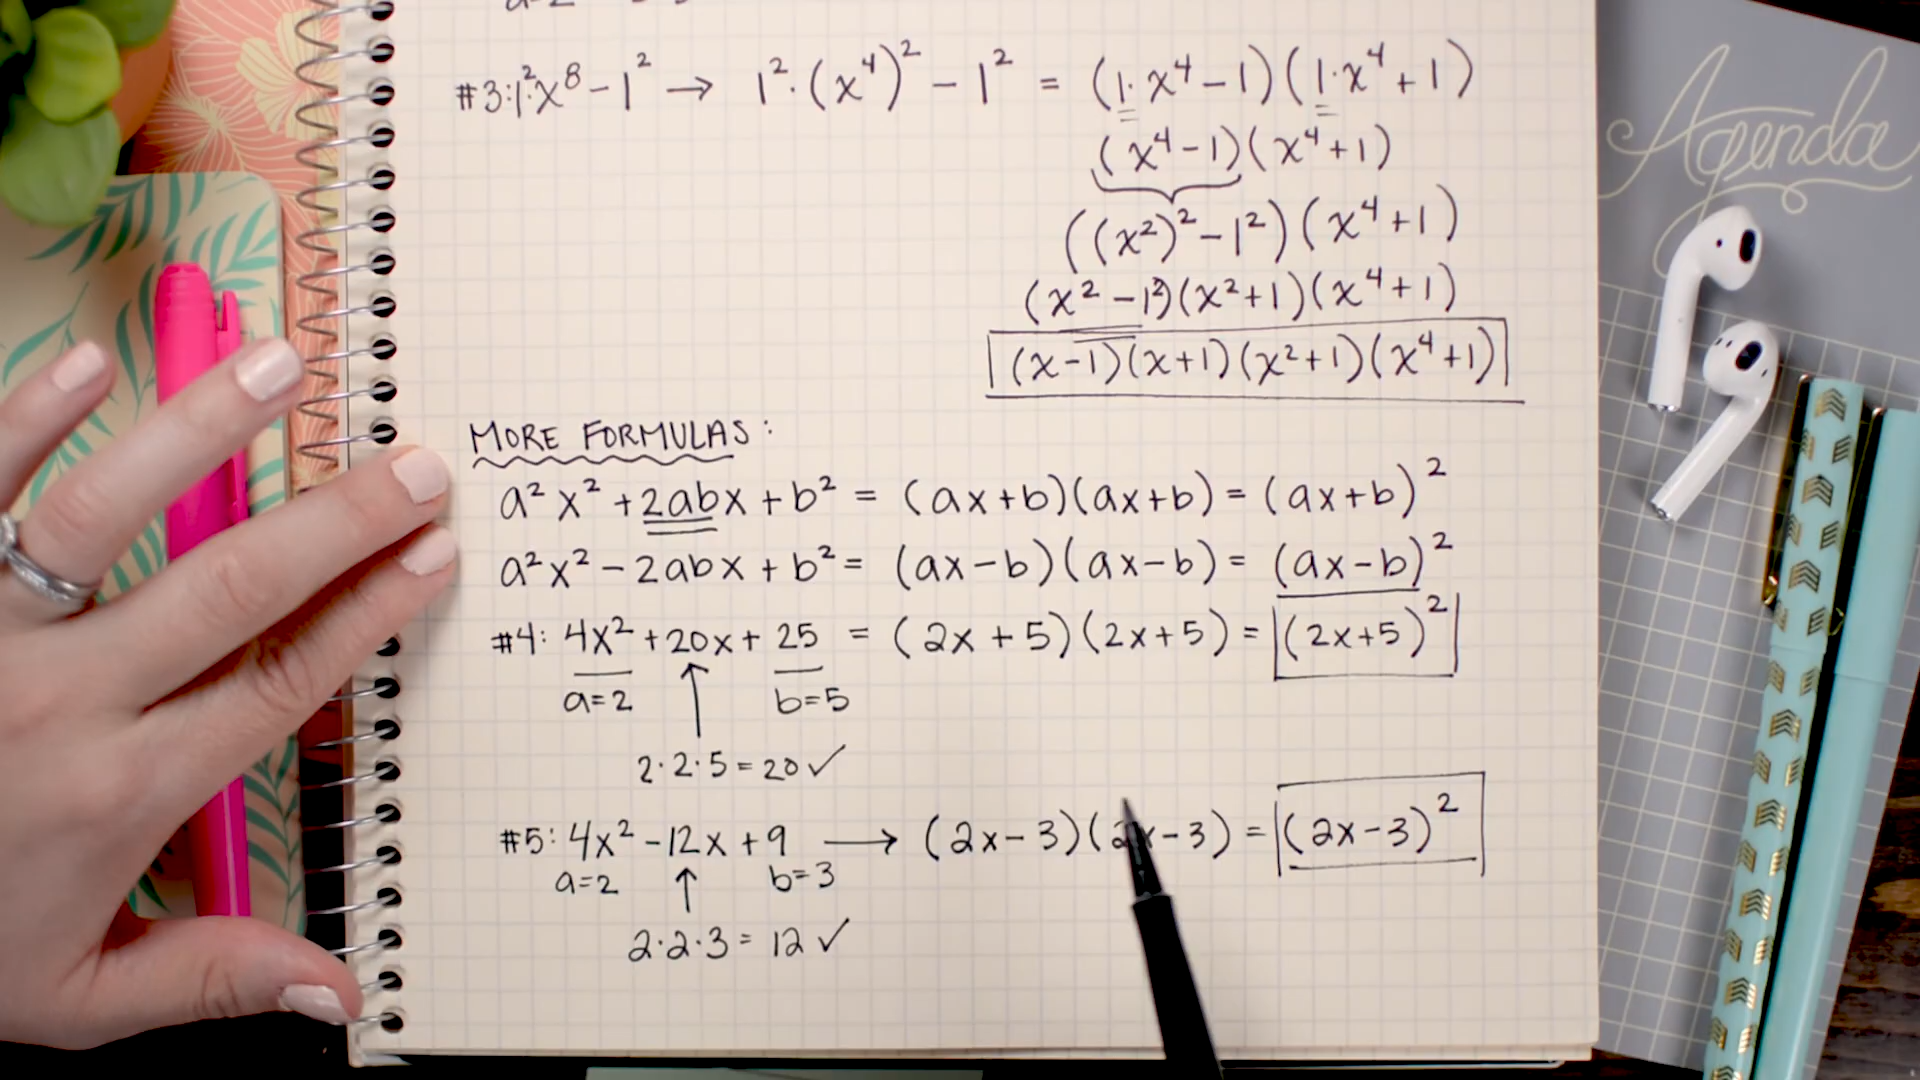 #3: 1²·x⁸ - 1² → 1²·(x⁴)² - 1² = (1·x⁴ - 1)(1·x⁴ + 1)
(x⁴ - 1)(x⁴ + 1)
((x²)² - 1²)(x⁴ + 1)
(x² - 1²)(x² + 1)(x⁴ + 1)
(x - 1)(x + 1)(x² + 1)(x⁴ + 1)
MORE FORMULAS:
a²x² + 2abx + b² = (ax + b)(ax + b) = (ax + b)²
a²x² - 2abx + b² = (ax - b)(ax - b) = (ax - b)²
#4: 4x² + 20x + 25 = (2x + 5)(2x + 5) = (2x + 5)²
a=2 b=5
2·2·5 = 20 ✓
#5: 4x² - 12x + 9 → (2x - 3)(2x - 3) = (2x - 3)²
a=2 b=3
2·2·3 = 12 ✓
Agenda